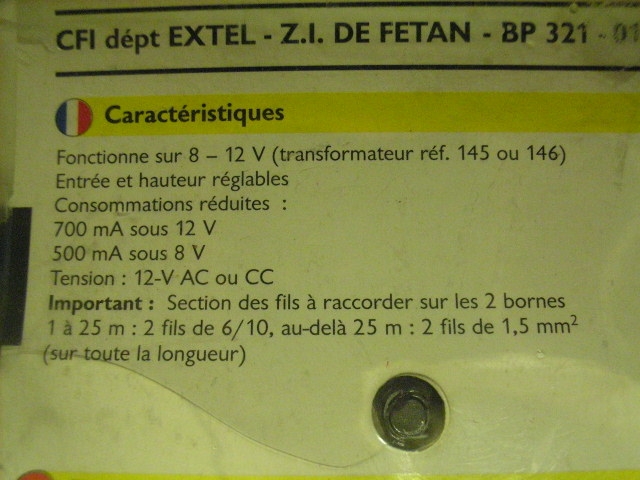 CFI dépt EXTEL - Z.I. DE FETAN - BP 321 - 01
Caractéristiques
Fonctionne sur 8 – 12 V (transformateur réf. 145 ou 146)
Entrée et hauteur réglables
Consommations réduites :
700 mA sous 12 V
500 mA sous 8 V
Tension : 12-V AC ou CC
Important : Section des fils à raccorder sur les 2 bornes
1 à 25 m : 2 fils de 6/10, au-delà 25 m : 2 fils de 1,5 mm²
(sur toute la longueur)